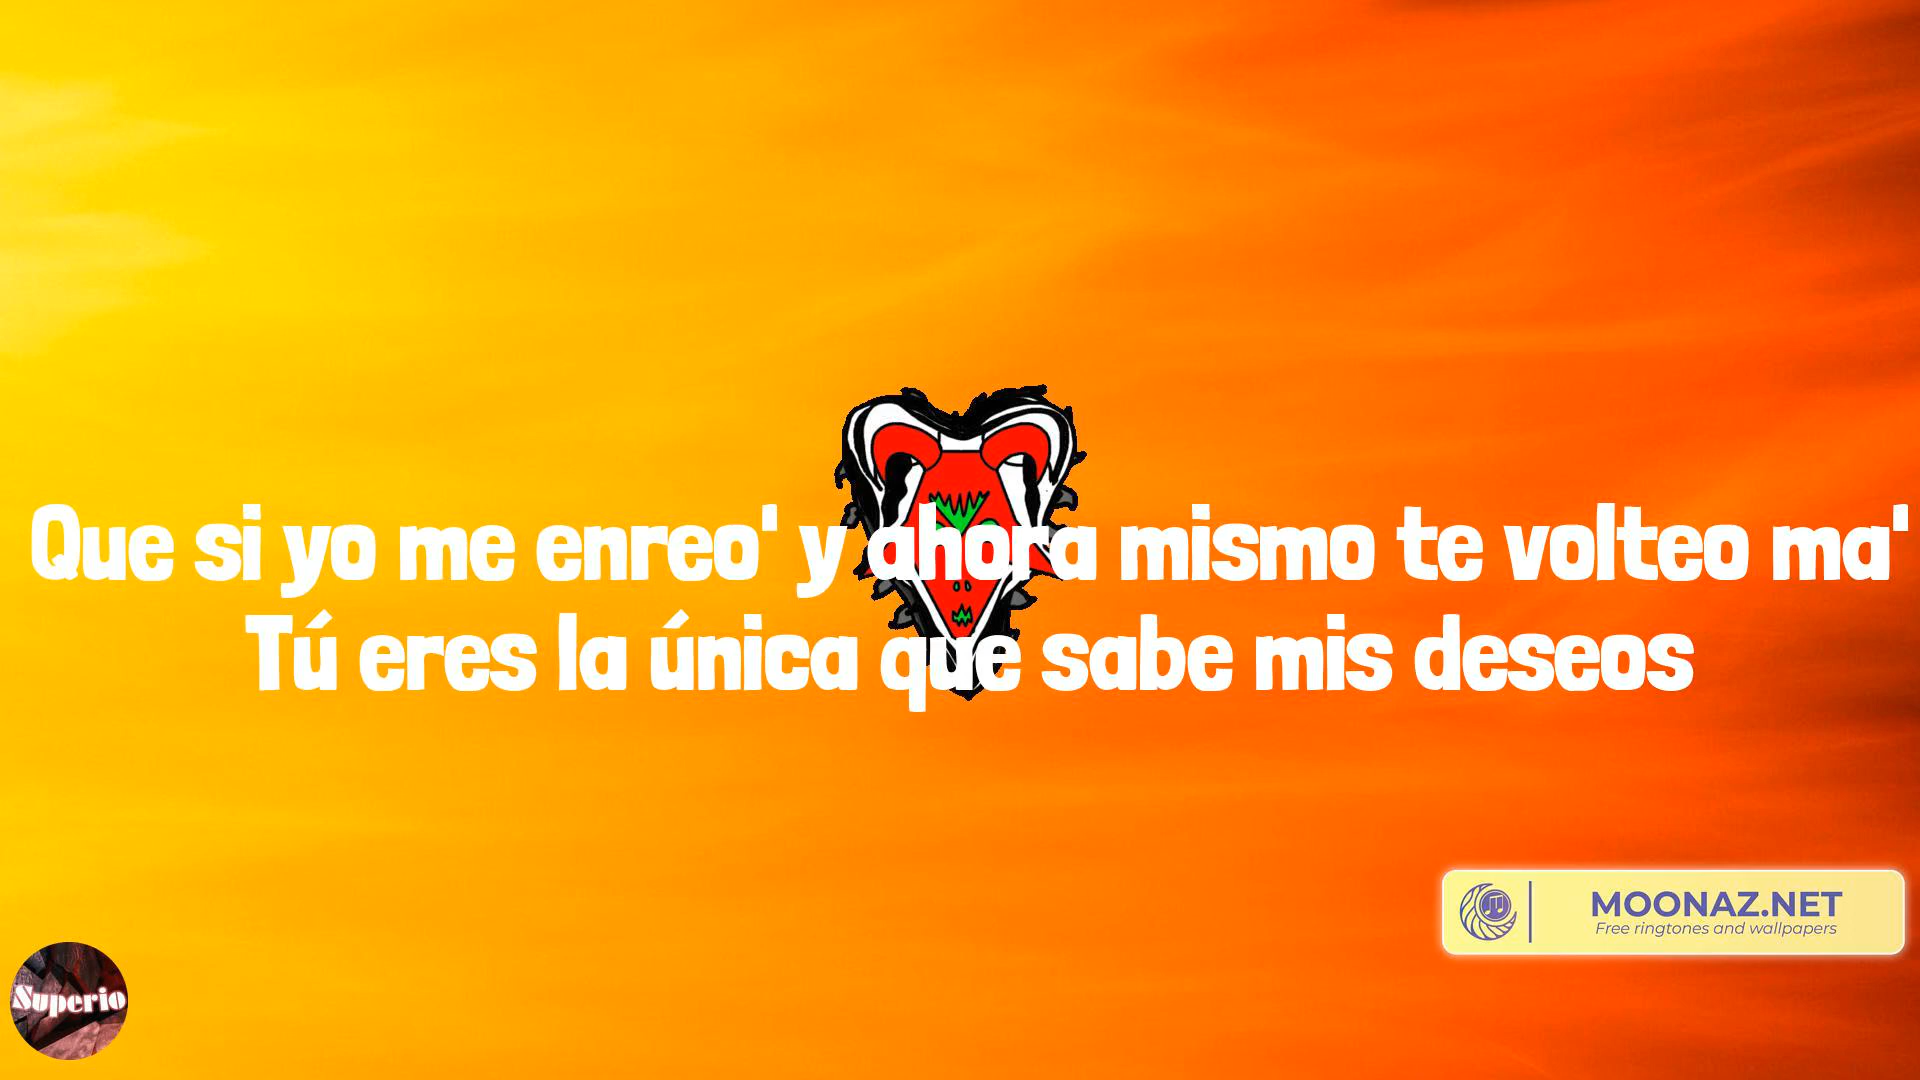 Que si yo me enreo' y ahora mismo te volteo ma'
Tú eres la única que sabe mis deseos
MOONAZ.NET
Free ringtones and wallpapers
Superio